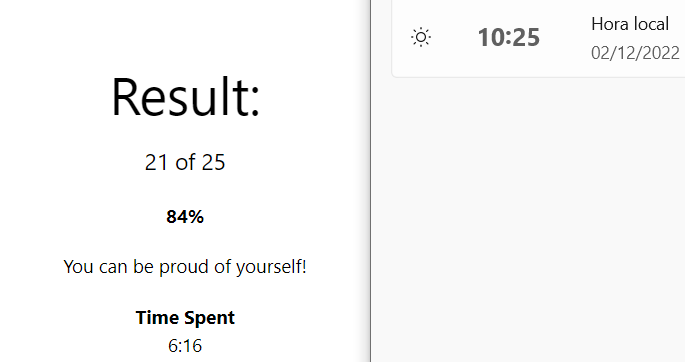 Result:
21 of 25
84%
You can be proud of yourself!
Time Spent
6:16
10:25
Hora local
02/12/2022